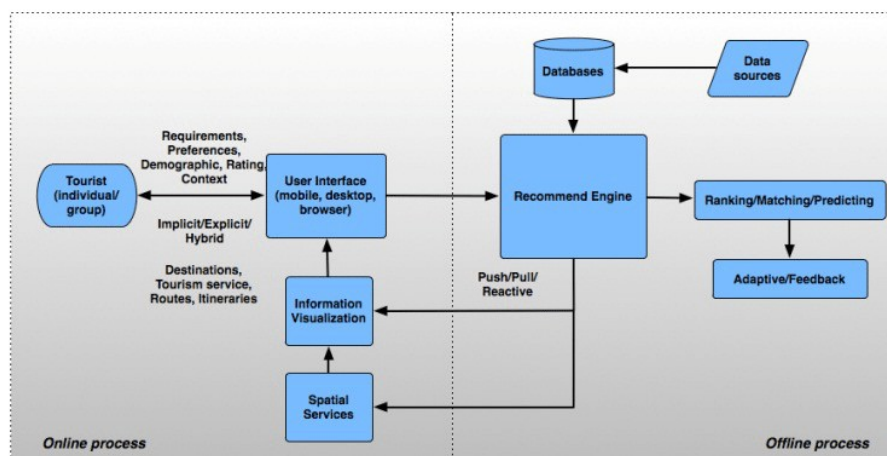 Databases
Data
sources
Requirements,
Preferences,
Demographic, Rating,
Context
Tourist
(individual/
group)
User Interface
(mobile, desktop,
browser)
Recommend Engine
Ranking/Matching/Predicting
Implicit/Explicit/
Hybrid
Adaptive/Feedback
Destinations,
Tourism service,
Routes, Itineraries
Push/Pull/
Reactive
Information
Visualization
Spatial
Services
Online process
Offline process